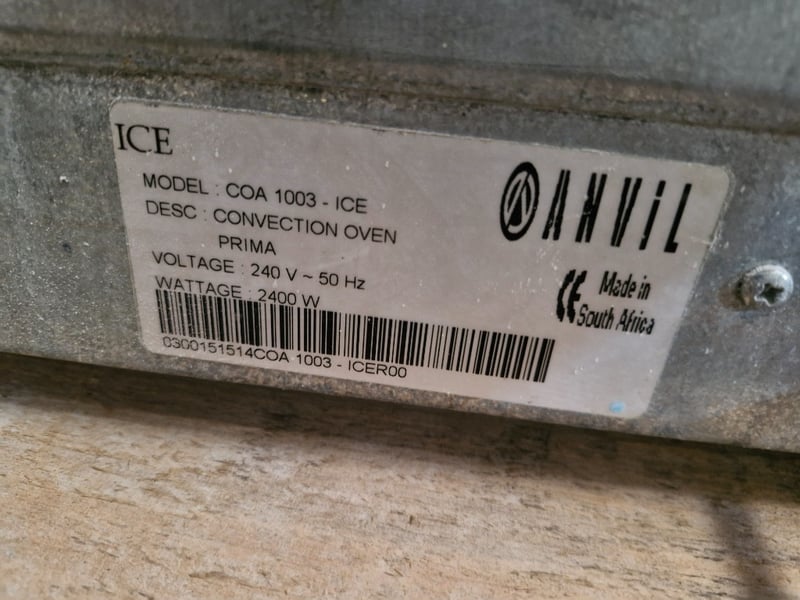 ICE
ANViL
MODEL : COA 1003 - ICE
DESC : CONVECTION OVEN
PRIMA
VOLTAGE : 240 V ~ 50 Hz
WATTAGE : 2400 W
CE Made in
South Africa
0300151514COA 1003 - ICER00